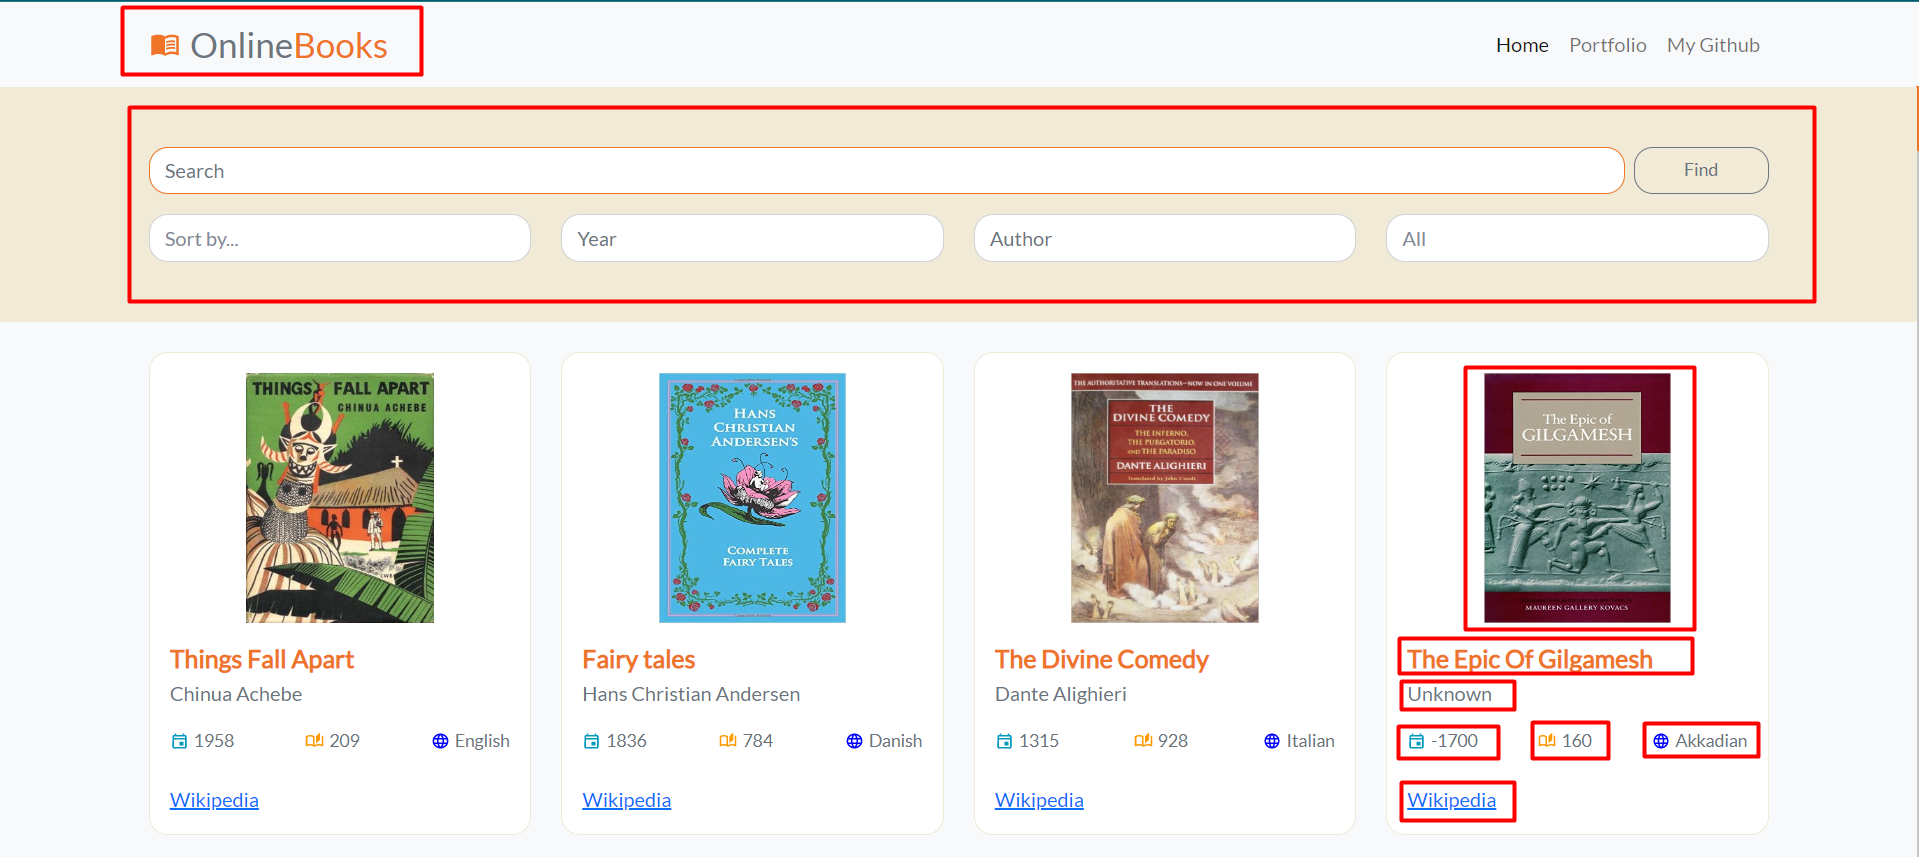 OnlineBooks
Home Portfolio My Github
Search Find
Sort by... Year Author All
THINGS FALL APART
CHINUA ACHEBE
HANS
CHRISTIAN
ANDERSEN'S
COMPLETE
FAIRY TALES
THE AUTHORITATIVE TRANSLATIONS—NOW IN ONE VOLUME
THE
DIVINE COMEDY
THE INFERNO,
THE PURGATORIO,
AND THE PARADISO
DANTE ALIGHIERI
Translated by John Ciardi
The Epic of
GILGAMESH
MAUREEN GALLERY KOVACS
Things Fall Apart
Chinua Achebe
1958 209 English
Wikipedia
Fairy tales
Hans Christian Andersen
1836 784 Danish
Wikipedia
The Divine Comedy
Dante Alighieri
1315 928 Italian
Wikipedia
The Epic Of Gilgamesh
Unknown
-1700 160 Akkadian
Wikipedia